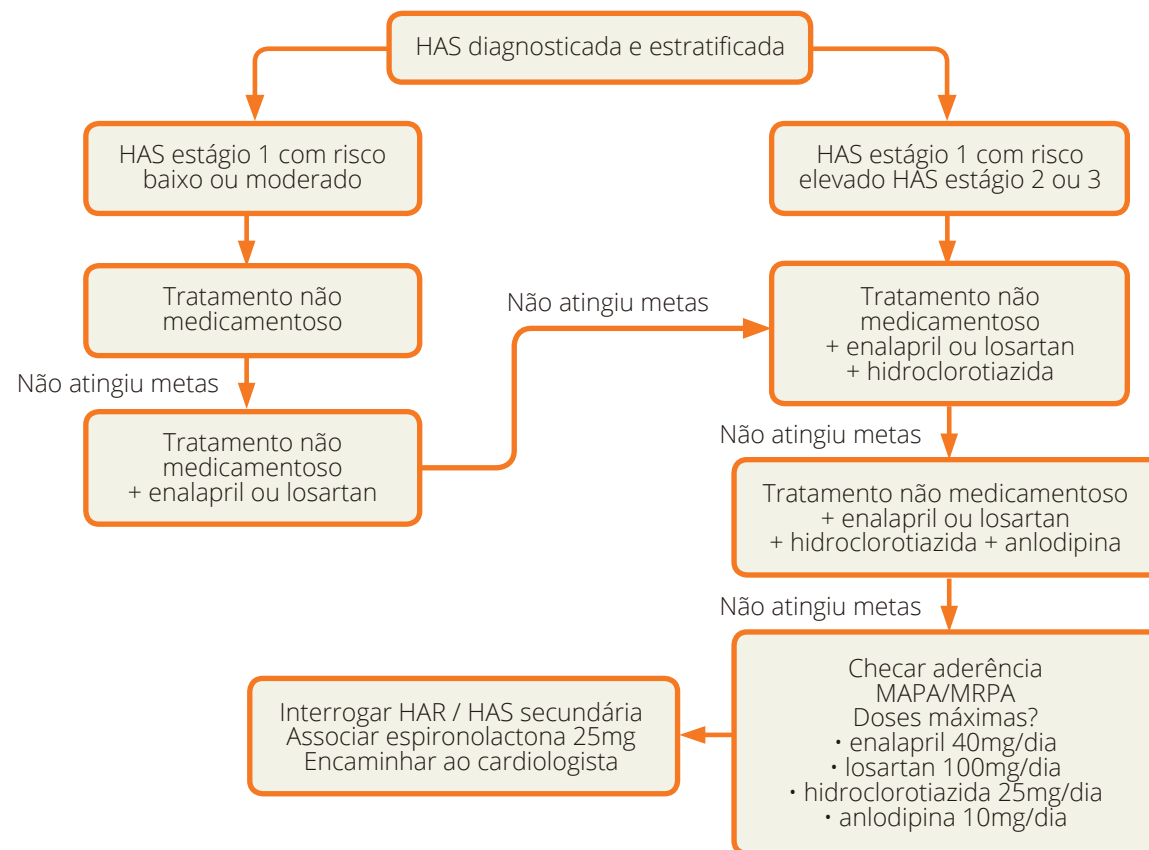 HAS diagnosticada e estratificada
HAS estágio 1 com risco
baixo ou moderado
HAS estágio 1 com risco
elevado HAS estágio 2 ou 3
Tratamento não
medicamentoso
Não atingiu metas
Tratamento não
medicamentoso
+ enalapril ou losartan
+ hidroclorotiazida
Não atingiu metas
Tratamento não
medicamentoso
+ enalapril ou losartan
Não atingiu metas
Tratamento não medicamentoso
+ enalapril ou losartan
+ hidroclorotiazida + anlodipina
Não atingiu metas
Checar aderência
MAPA/MRPA
Doses máximas?
• enalapril 40mg/dia
• losartan 100mg/dia
• hidroclorotiazida 25mg/dia
• anlodipina 10mg/dia
Interrogar HAR / HAS secundária
Associar espironolactona 25mg
Encaminhar ao cardiologista